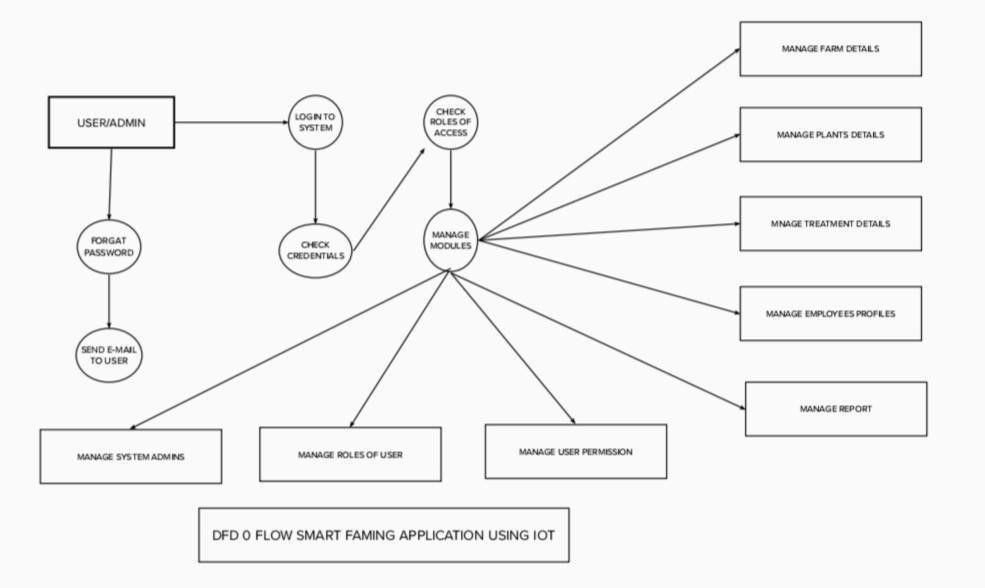 MANAGE FARM DETAILS
USER/ADMIN
LOGIN TO
SYSTEM
CHECK
ROLES OF
ACCESS
MANAGE PLANTS DETAILS
FORGAT
PASSWORD
CHECK
CREDENTIALS
MANAGE
MODULES
MNAGE TREATMENT DETAILS
MANAGE EMPLOYEES PROFILES
SEND E-MAIL
TO USER
MANAGE REPORT
MANAGE SYSTEM ADMINS
MANAGE ROLES OF USER
MANAGE USER PERMISSION
DFD 0 FLOW SMART FAMING APPLICATION USING IOT